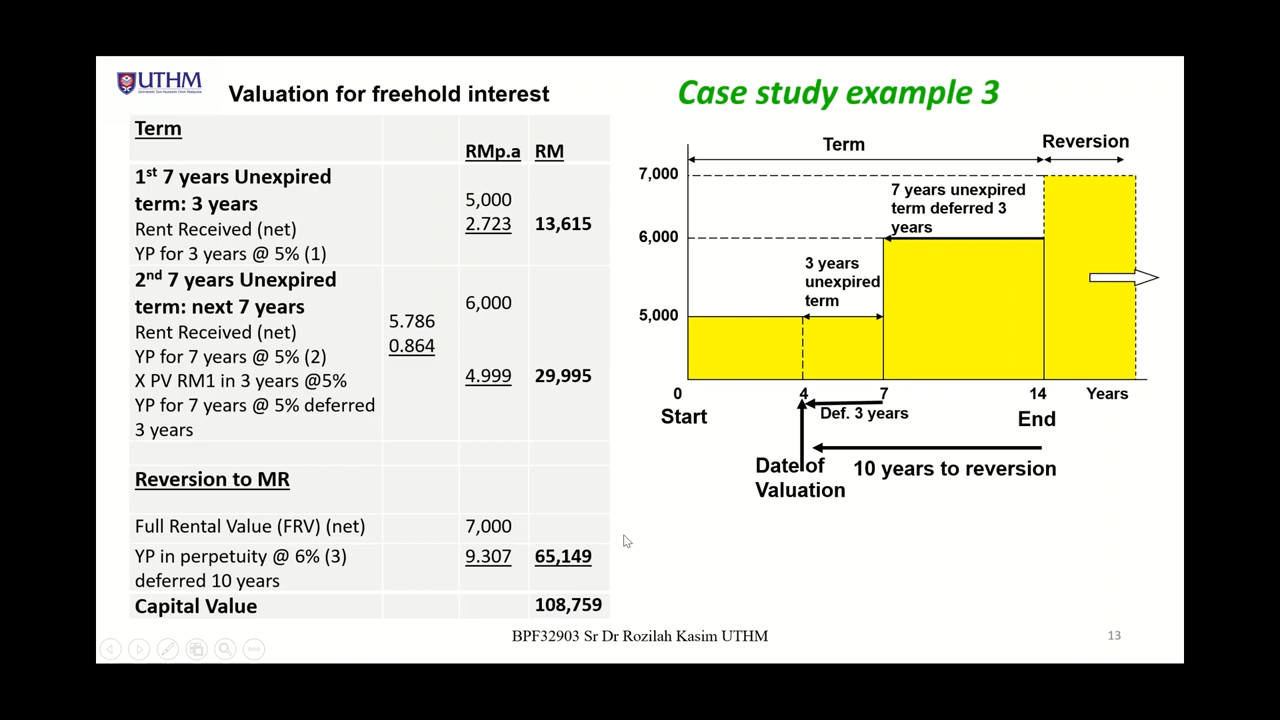 UTHM
Valuation for freehold interest
Case study example 3
Term
RMp.a RM
1st 7 years Unexpired
term: 3 years
5,000
Rent Received (net)
2.723 13,615
YP for 3 years @ 5% (1)
2nd 7 years Unexpired
term: next 7 years
6,000
Rent Received (net)
5.786
YP for 7 years @ 5% (2)
0.864
X PV RM1 in 3 years @5%
4.999 29,995
YP for 7 years @ 5% deferred
3 years
Reversion to MR
Full Rental Value (FRV) (net) 7,000
YP in perpetuity @ 6% (3) 9.307 65,149
deferred 10 years
Capital Value 108,759
Term
Reversion
7,000
7 years unexpired
term deferred 3
years
6,000
3 years
unexpired
term
5,000
0 4 7 14 Years
Start
Def. 3 years
End
Date of
Valuation
10 years to reversion
BPF32903 Sr Dr Rozilah Kasim UTHM
13